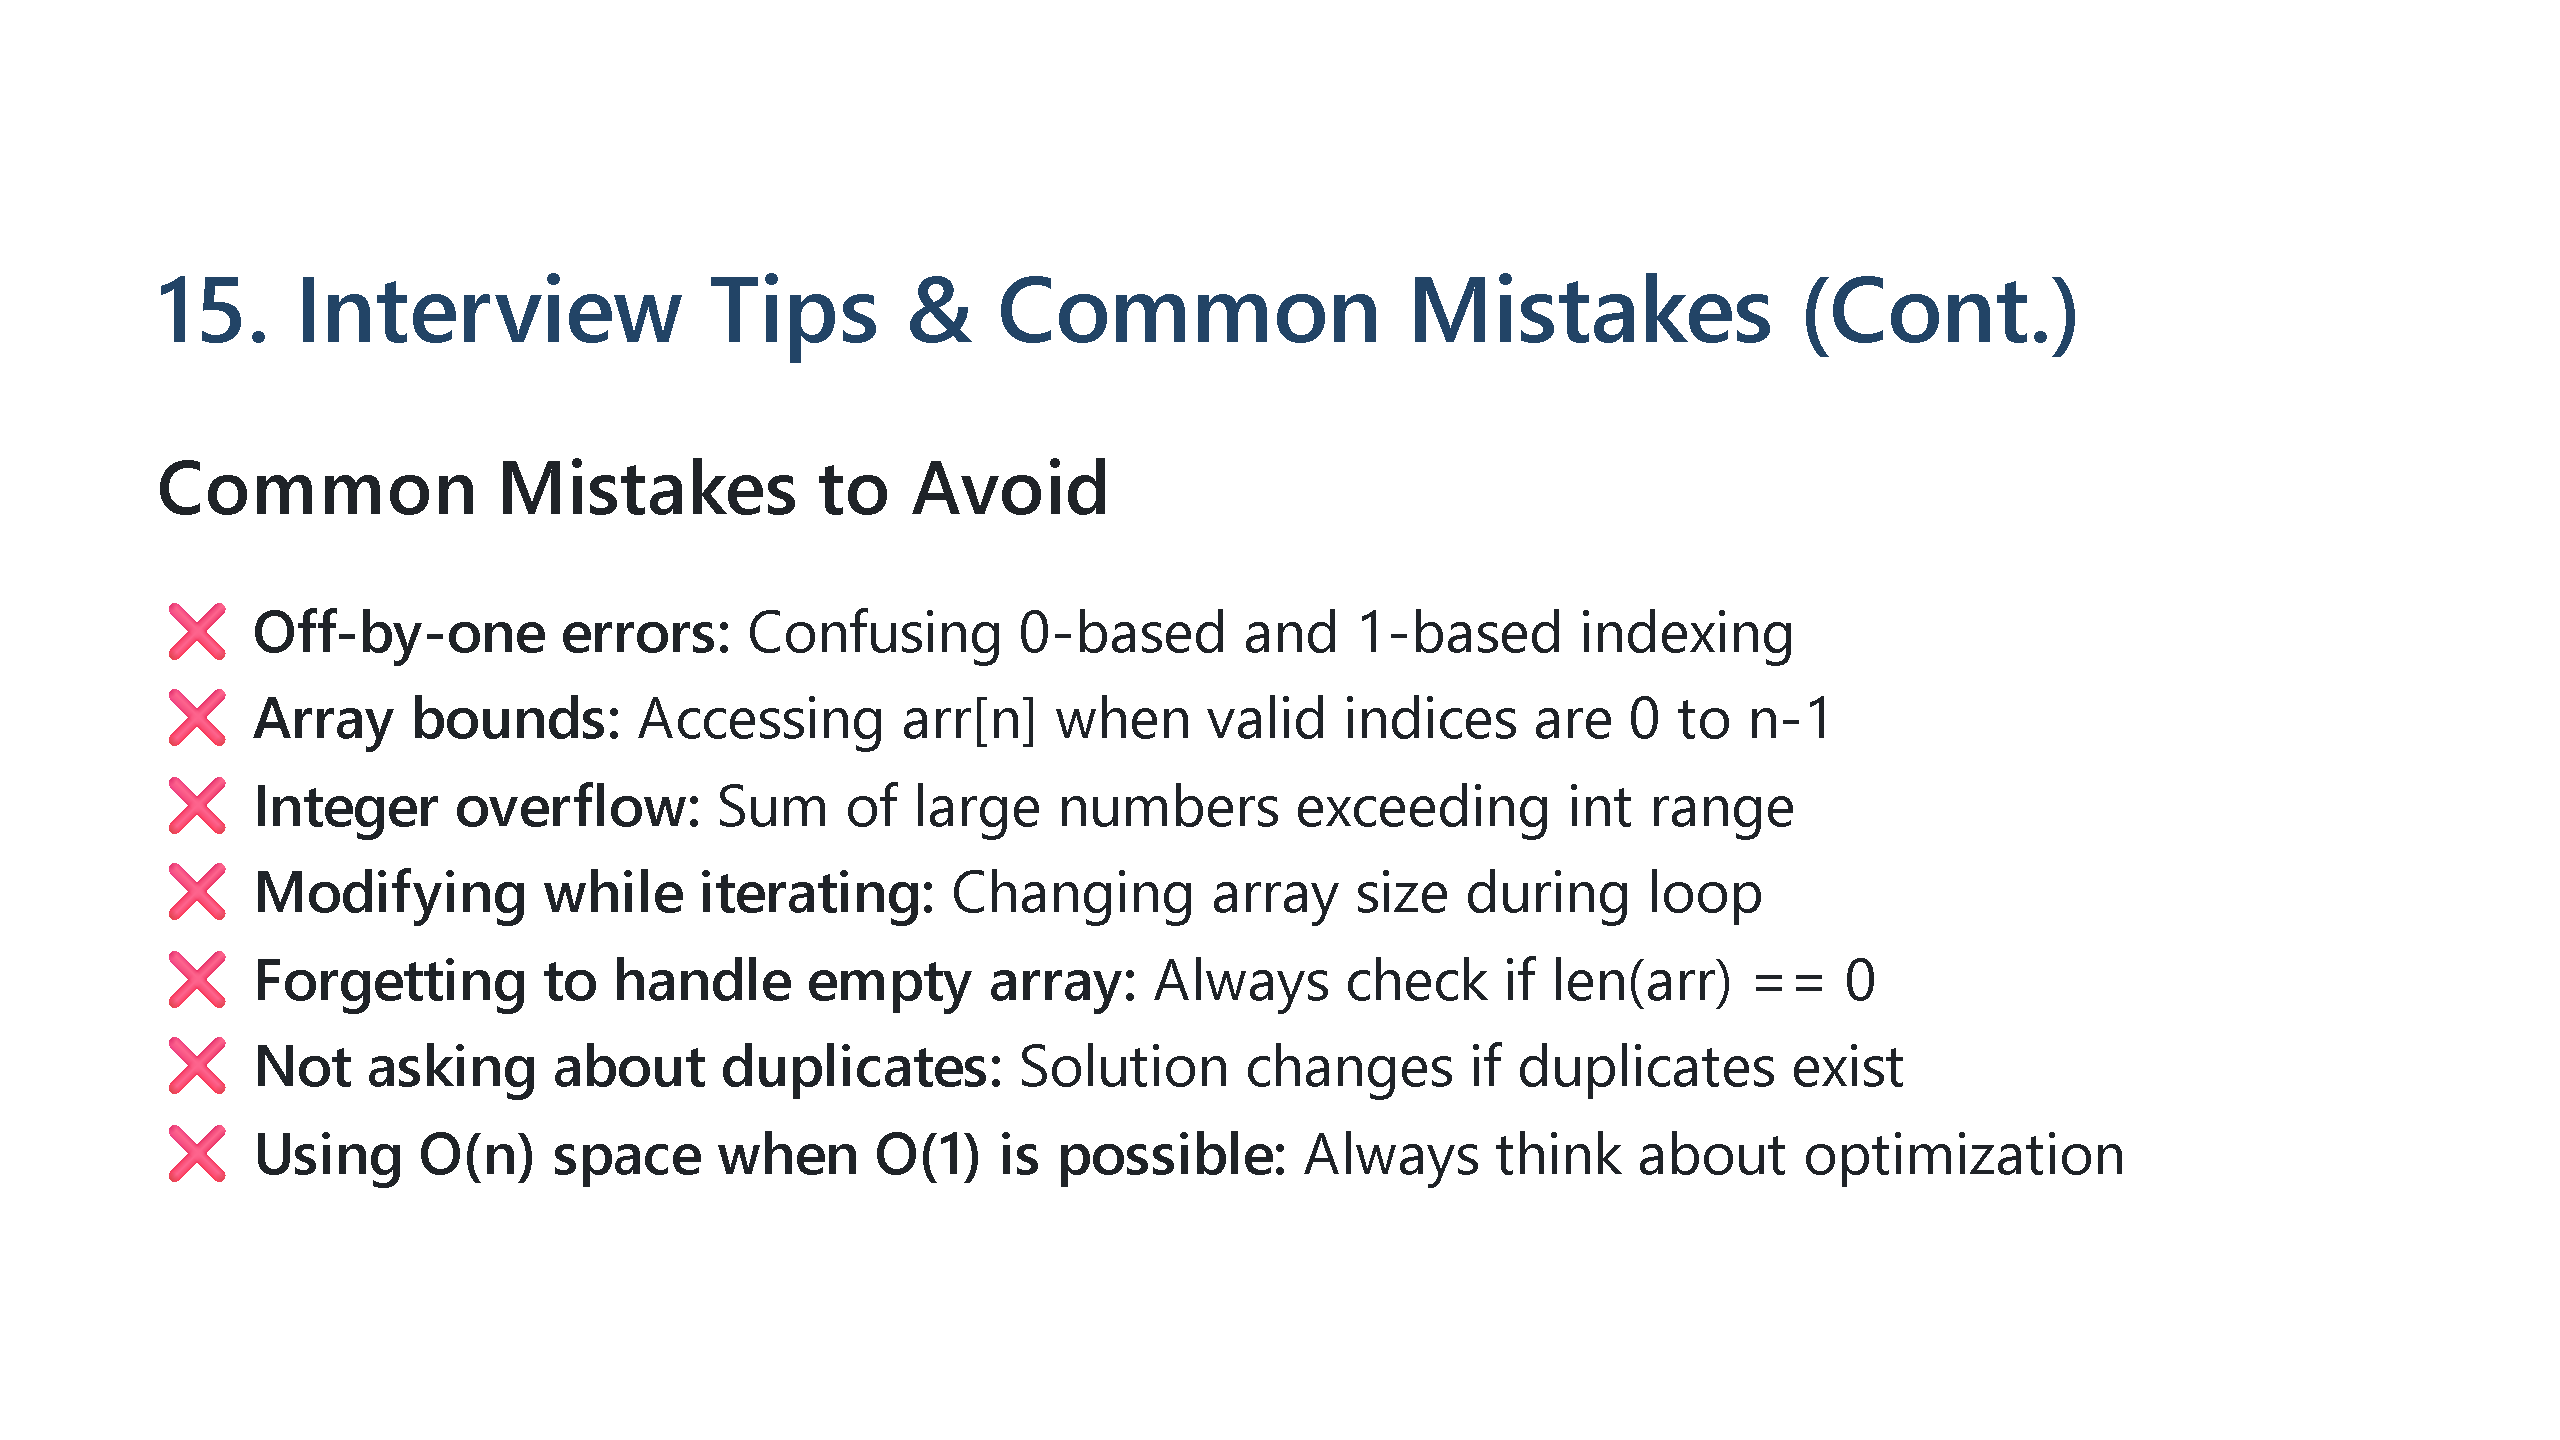 15. Interview Tips & Common Mistakes (Cont.)
Common Mistakes to Avoid
❌ Off-by-one errors: Confusing 0-based and 1-based indexing
❌ Array bounds: Accessing arr[n] when valid indices are 0 to n-1
❌ Integer overflow: Sum of large numbers exceeding int range
❌ Modifying while iterating: Changing array size during loop
❌ Forgetting to handle empty array: Always check if len(arr) == 0
❌ Not asking about duplicates: Solution changes if duplicates exist
❌ Using O(n) space when O(1) is possible: Always think about optimization